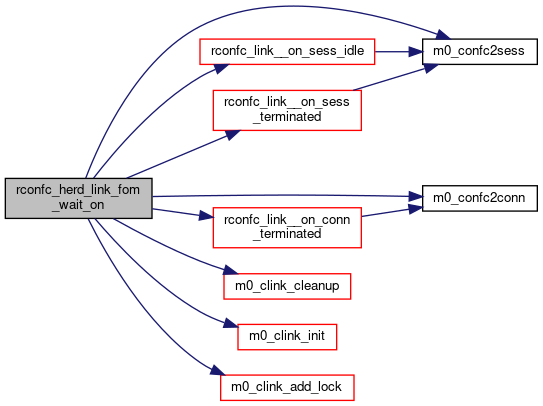 rconfc_herd_link_fom
_wait_on
rconfc_link__on_sess_idle
m0_confc2sess
rconfc_link__on_sess
_terminated
m0_confc2conn
rconfc_link__on_conn
_terminated
m0_clink_cleanup
m0_clink_init
m0_clink_add_lock